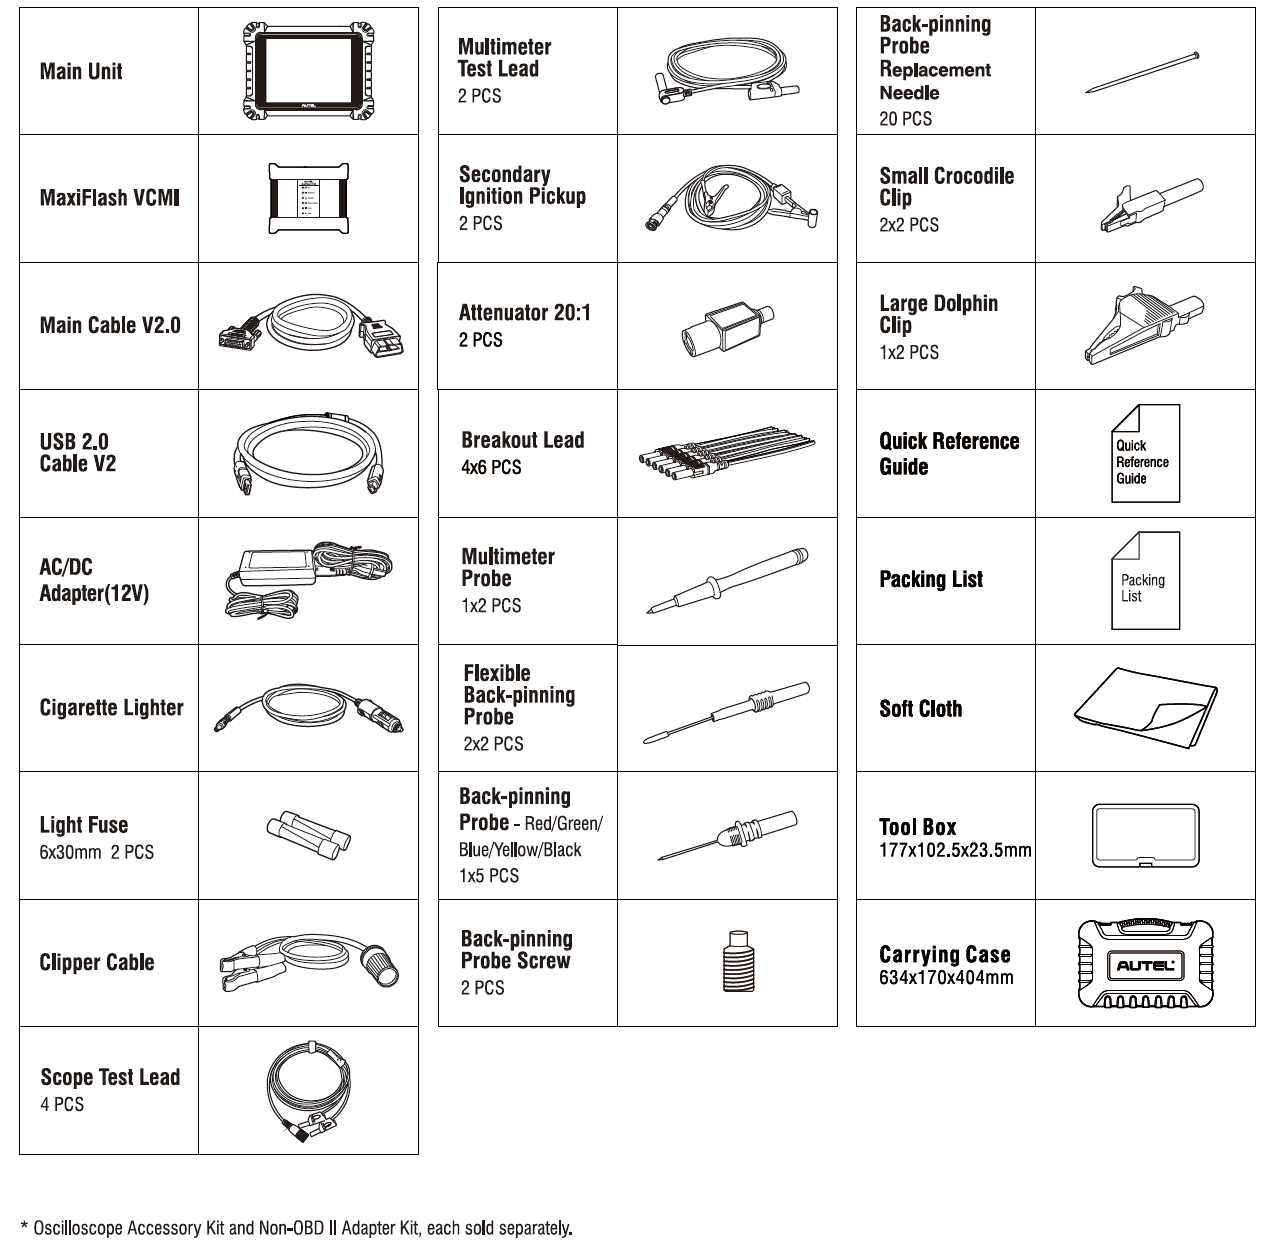 Main Unit
AUTEL
MaxiFlash VCMI
AUTEL
Main Cable V2.0
USB 2.0
Cable V2
AC/DC
Adapter(12V)
Cigarette Lighter
Light Fuse
6x30mm 2 PCS
Clipper Cable
Scope Test Lead
4 PCS
Multimeter
Test Lead
2 PCS
Secondary
Ignition Pickup
2 PCS
Attenuator 20:1
2 PCS
Breakout Lead
4x6 PCS
Multimeter
Probe
1x2 PCS
Flexible
Back-pinning
Probe
2x2 PCS
Back-pinning
Probe - Red/Green/
Blue/Yellow/Black
1x5 PCS
Back-pinning
Probe Screw
2 PCS
Back-pinning
Probe
Replacement
Needle
20 PCS
Small Crocodile
Clip
2x2 PCS
Large Dolphin
Clip
1x2 PCS
Quick Reference
Guide
Quick
Reference
Guide
Packing List
Packing
List
Soft Cloth
Tool Box
177x102.5x23.5mm
Carrying Case
634x170x404mm
AUTEL
* Oscilloscope Accessory Kit and Non-OBD II Adapter Kit, each sold separately.